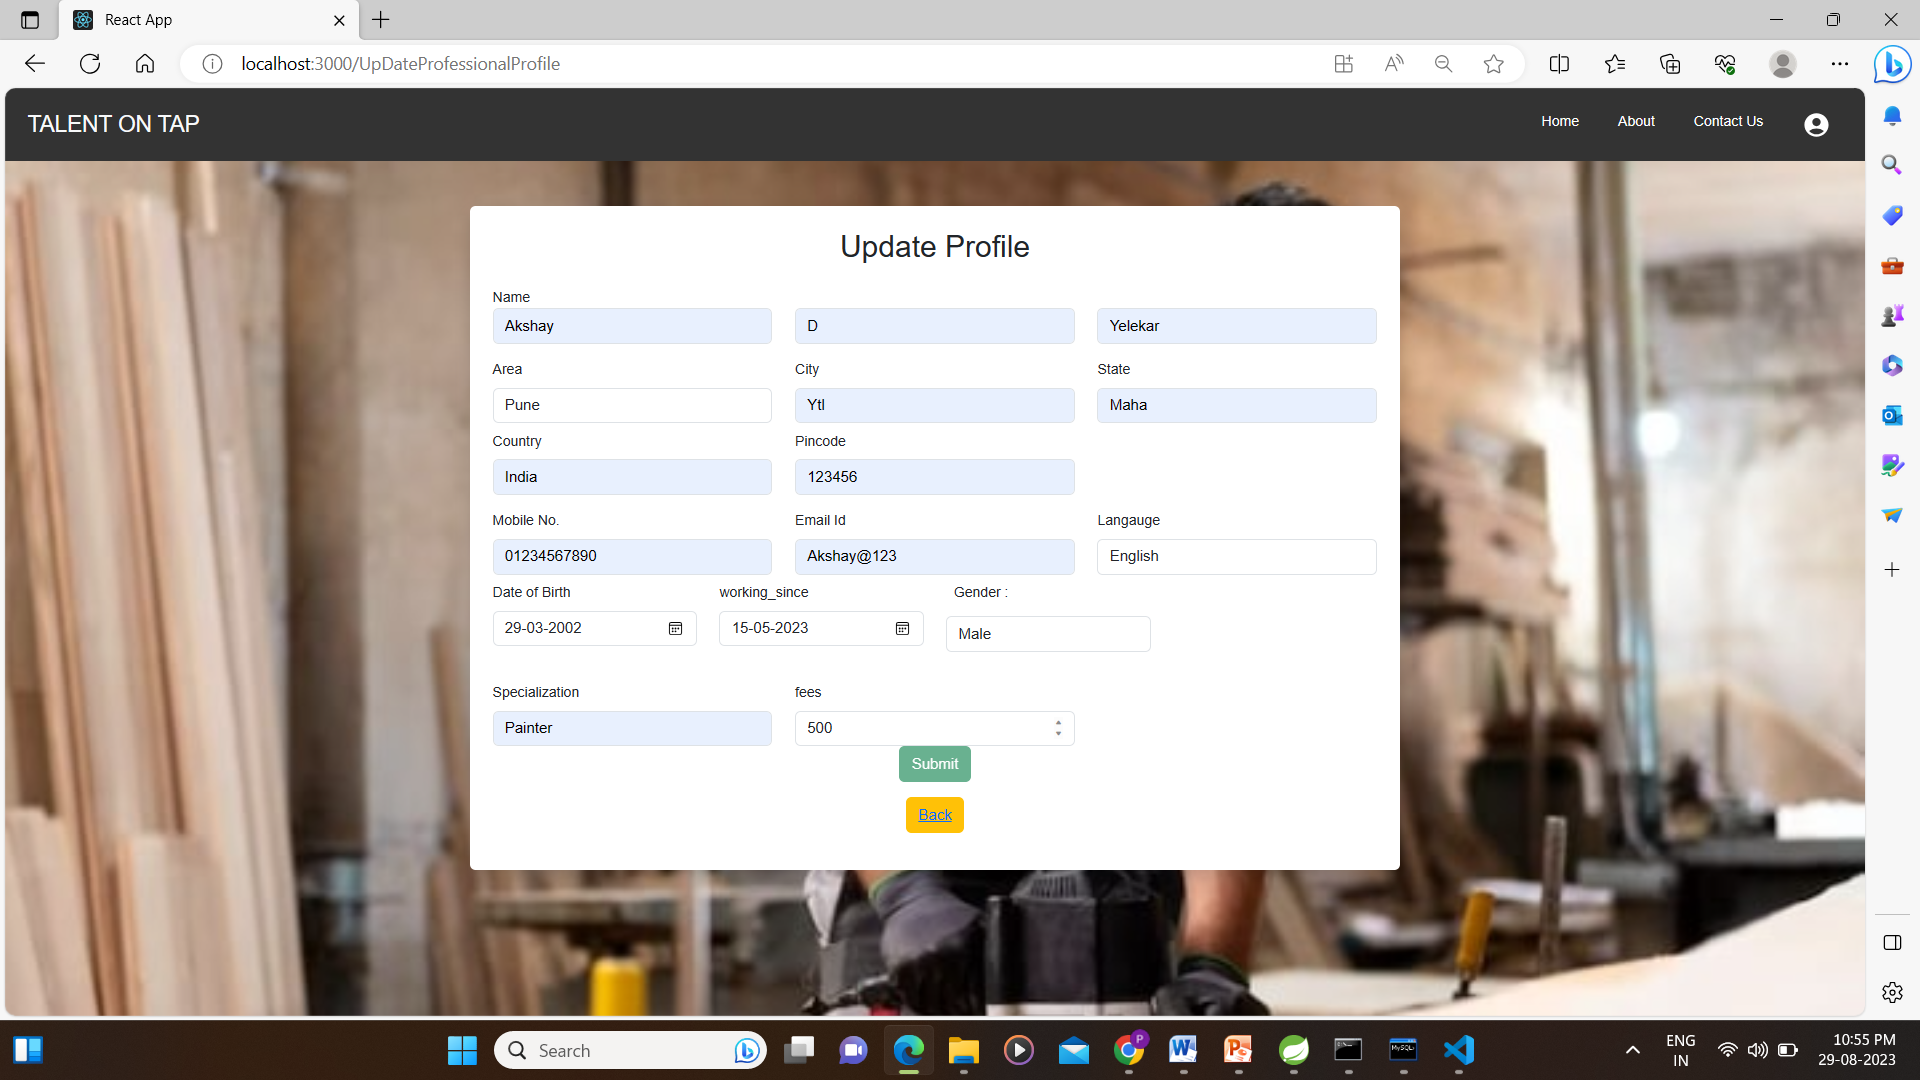 React App
localhost:3000/UpDateProfessionalProfile
TALENT ON TAP
Home About Contact Us
Update Profile
Name
Akshay D Yelekar
Area City State
Pune Ytl Maha
Country Pincode
India 123456
Mobile No. Email Id Langauge
01234567890 Akshay@123 English
Date of Birth working_since Gender :
29-03-2002 15-05-2023 Male
Specialization fees
Painter 500
Submit
Back
Search
ENG
IN
10:55 PM
29-08-2023